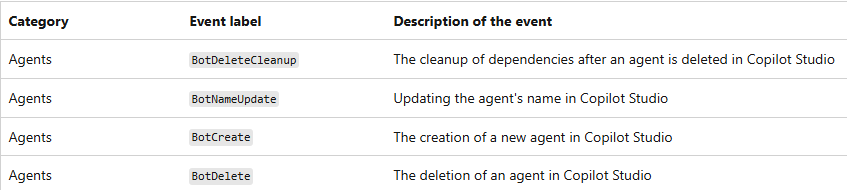 Category Event label Description of the event
Agents BotDeleteCleanup The cleanup of dependencies after an agent is deleted in Copilot Studio
Agents BotNameUpdate Updating the agent's name in Copilot Studio
Agents BotCreate The creation of a new agent in Copilot Studio
Agents BotDelete The deletion of an agent in Copilot Studio